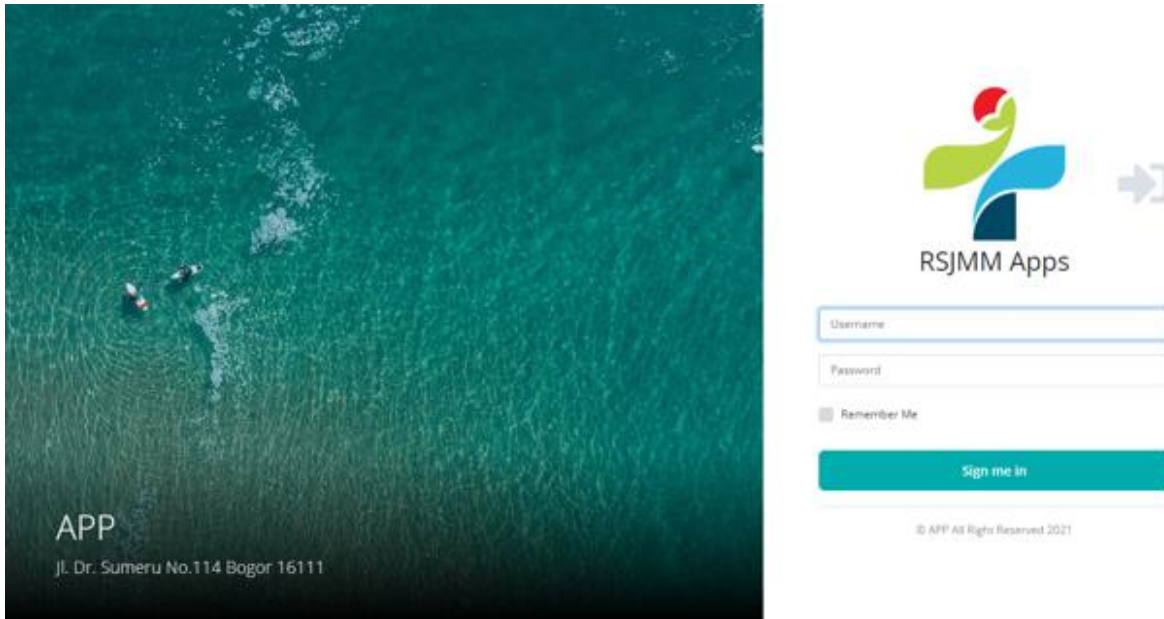 APP
Jl. Dr. Sumeru No.114 Bogor 16111
RSJMM Apps
Username
Password
Remember Me
Sign me in
© APP All Right Reserved 2021